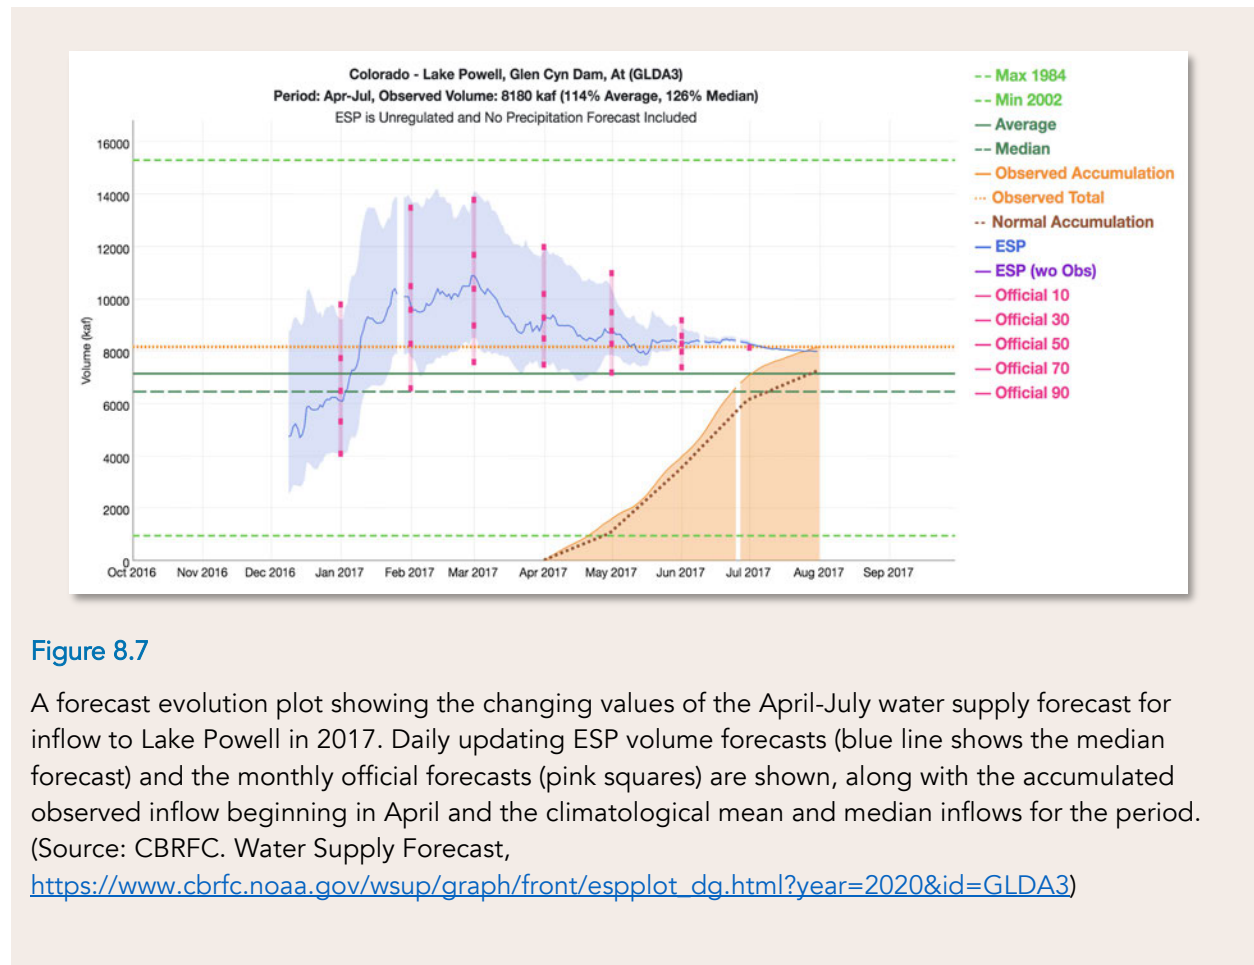 Colorado - Lake Powell, Glen Cyn Dam, At (GLDA3)
Period: Apr-Jul, Observed Volume: 8180 kaf (114% Average, 126% Median)
ESP is Unregulated and No Precipitation Forecast Included
Max 1984
Min 2002
Average
Median
Observed Accumulation
Observed Total
Normal Accumulation
ESP
ESP (wo Obs)
Official 10
Official 30
Official 50
Official 70
Official 90
Volume (kaf)
16000
14000
12000
10000
8000
6000
4000
2000
0
Oct 2016 Nov 2016 Dec 2016 Jan 2017 Feb 2017 Mar 2017 Apr 2017 May 2017 Jun 2017 Jul 2017 Aug 2017 Sep 2017
Figure 8.7
A forecast evolution plot showing the changing values of the April-July water supply forecast for
inflow to Lake Powell in 2017. Daily updating ESP volume forecasts (blue line shows the median
forecast) and the monthly official forecasts (pink squares) are shown, along with the accumulated
observed inflow beginning in April and the climatological mean and median inflows for the period.
(Source: CBRFC. Water Supply Forecast,
https://www.cbrfc.noaa.gov/wsup/graph/front/espplot_dg.html?year=2020&id=GLDA3)